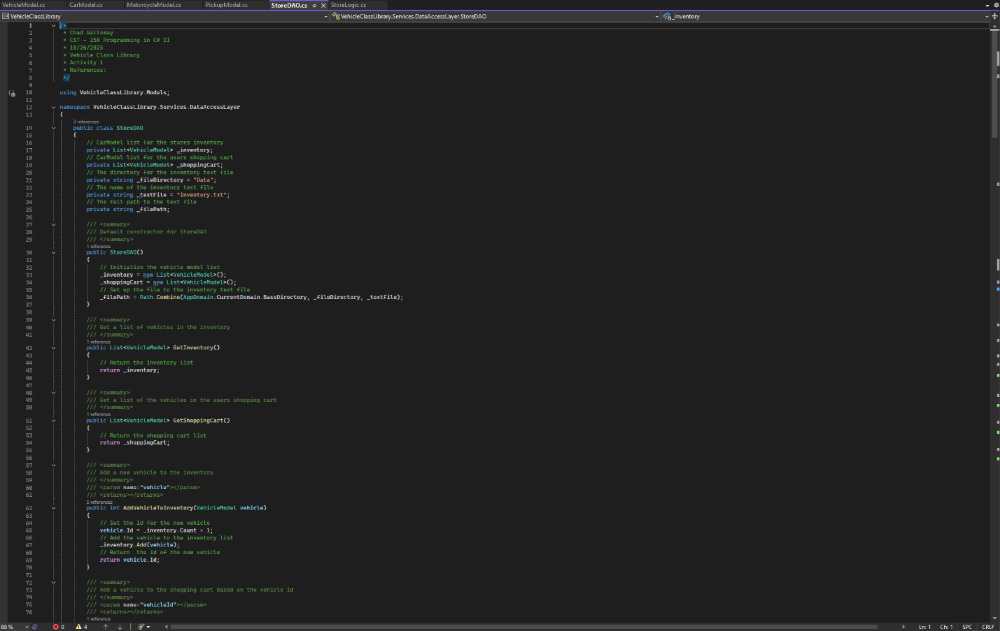 VehicleModel.cs CarModel.cs MotorcycleModel.cs PickupModel.cs StoreDAO.cs StoreLogic.cs
VehicleClassLibrary VehicleClassLibrary.Services.DataAccessLayer.StoreDAO _inventory
1 /*
2 * Chad Galloway
3 * CST - 250 Programming in C# II
4 * 10/26/2025
5 * Vehicle Class Library
6 * Activity 1
7 * References:
8 */
9
10 using VehicleClassLibrary.Models;
11
12 namespace VehicleClassLibrary.Services.DataAccessLayer
13 {
3 references
14 public class StoreDAO
15 {
16 // CarModel list for the stores inventory
17 private List<VehicleModel> _inventory;
18 // CarModel list for the users shopping cart
19 private List<VehicleModel> _shoppingCart;
20 // The directory for the inventory text file
21 private string _fileDirectory = "Data";
22 // The name of the inventory text file
23 private string _textFile = "inventory.txt";
24 // The full path to the text file
25 private string _filePath;
26
27 /// <summary>
28 /// Default constructor for StoreDAO
29 /// </summary>
1 reference
30 public StoreDAO()
31 {
32 // Initialize the vehicle model list
33 _inventory = new List<VehicleModel>();
34 _shoppingCart = new List<VehicleModel>();
35 // Set up the file to the inventory text file
36 _filePath = Path.Combine(AppDomain.CurrentDomain.BaseDirectory, _fileDirectory, _textFile);
37 }
38
39 /// <summary>
40 /// Get a list of vehicles in the inventory
41 /// </summary>
1 reference
42 public List<VehicleModel> GetInventory()
43 {
44 // Return the inventory list
45 return _inventory;
46 }
47
48 /// <summary>
49 /// Get a list of the vehicles in the users shopping cart
50 /// </summary>
1 reference
51 public List<VehicleModel> GetShoppingCart()
52 {
53 // Return the shopping cart list
54 return _shoppingCart;
55 }
56
57 /// <summary>
58 /// Add a new vehicle to the inventory
59 /// </summary>
60 /// <param name="vehicle"></param>
61 /// <returns></returns>
5 references
62 public int AddVehicleToInventory(VehicleModel vehicle)
63 {
64 // Set the id for the new vehicle
65 vehicle.Id = _inventory.Count + 1;
66 // Add the vehicle to the inventory list
67 _inventory.Add(vehicle);
68 // Return  the id of the new vehicle
69 return vehicle.Id;
70 }
71
72 /// <summary>
73 /// Add a vehicle to the shopping cart based on the vehicle id
74 /// </summary>
75 /// <param name="vehicleId"></param>
76 /// <returns></returns>
1 reference
88 % 0 4 Ln: 1 Ch: 1 SPC CRLF